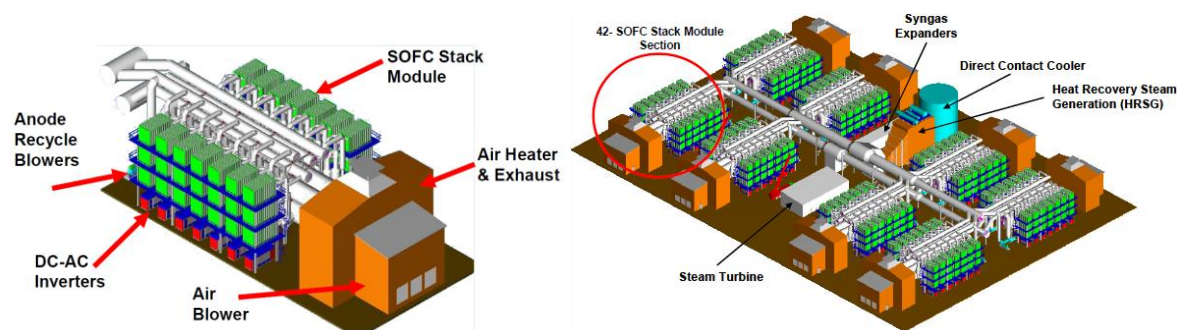 SOFC Stack
Module
Anode
Recycle
Blowers
Air Heater
& Exhaust
DC-AC
Inverters
Air
Blower
42- SOFC Stack Module
Section
Syngas
Expanders
Direct Contact Cooler
Heat Recovery Steam
Generation (HRSG)
Steam Turbine